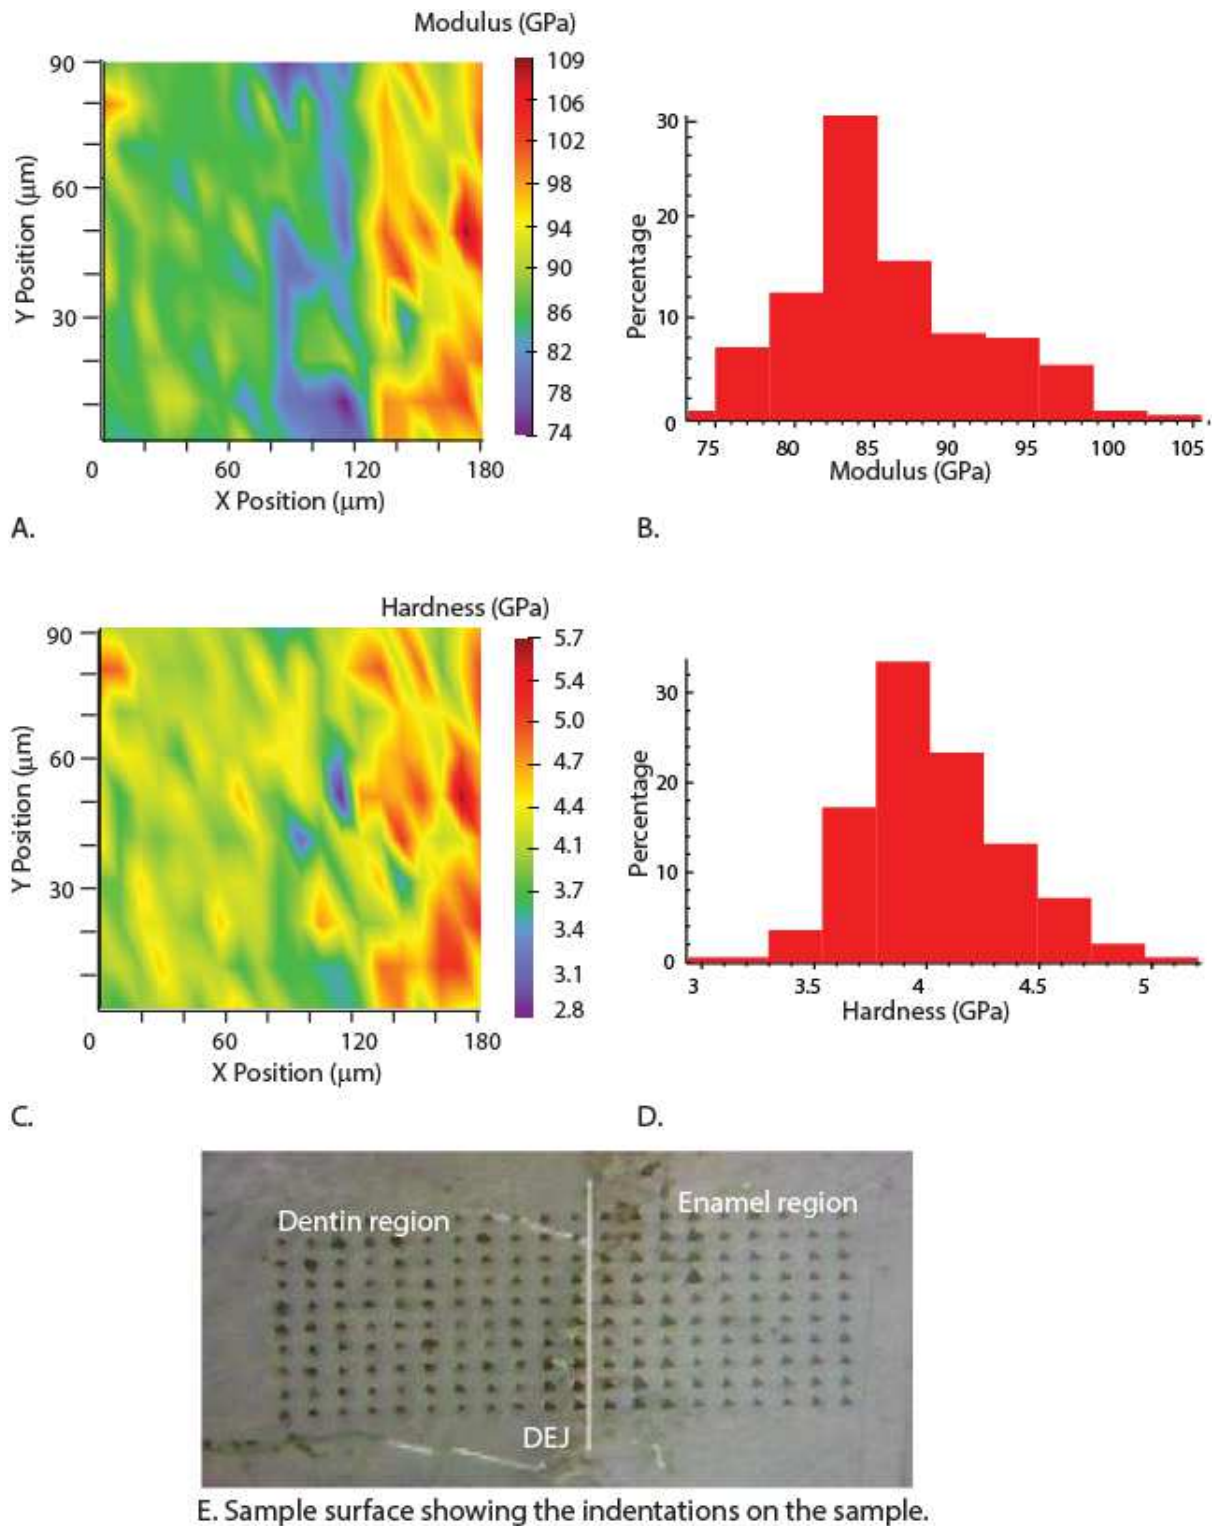 Modulus (GPa)
90
60
30
Y Position (μm)
109
106
102
98
94
90
86
82
78
74
0 60 120 180
X Position (μm)
A.
30
20
10
0
Percentage
75 80 85 90 95 100 105
Modulus (GPa)
B.
Hardness (GPa)
90
60
30
Y Position (μm)
5.7
5.4
5.0
4.7
4.4
4.1
3.7
3.4
3.1
2.8
0 60 120 180
X Position (μm)
C.
30
20
10
0
Percentage
3 3.5 4 4.5 5
Hardness (GPa)
D.
Dentin region
Enamel region
DEJ
E. Sample surface showing the indentations on the sample.